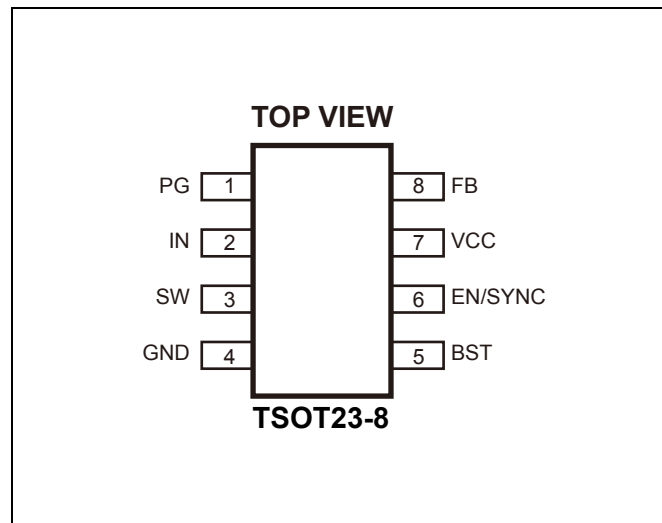 TOP VIEW
PG 1 8 FB
IN 2 7 VCC
SW 3 6 EN/SYNC
GND 4 5 BST
TSOT23-8